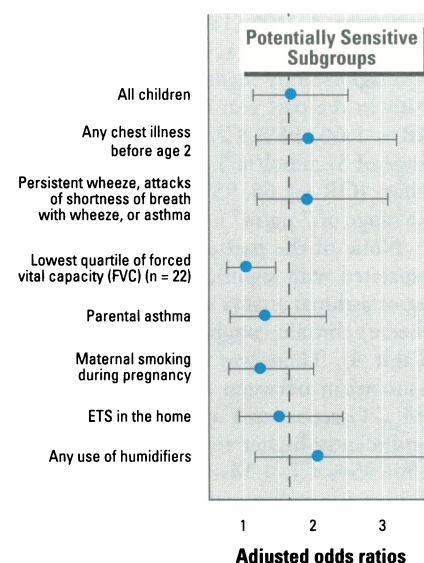 Potentially Sensitive
Subgroups
All children
Any chest illness
before age 2
Persistent wheeze, attacks
of shortness of breath
with wheeze, or asthma
Lowest quartile of forced
vital capacity (FVC) (n = 22)
Parental asthma
Maternal smoking
during pregnancy
ETS in the home
Any use of humidifiers
1 2 3
Adjusted odds ratios